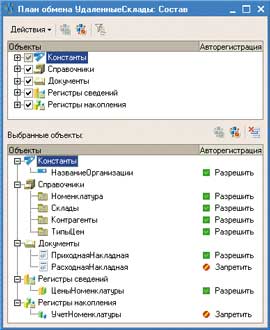 План обмена УдаленныеСклады: Состав
Действия
Объекты Авторегистрация
Константы
Справочники
Документы
Регистры сведений
Регистры накопления
Выбранные объекты:
Объекты Авторегистрация
Константы
НазваниеОрганизации Разрешить
Справочники
Номенклатура Разрешить
Склады Разрешить
Контрагенты Разрешить
ТипыЦен Разрешить
Документы
ПриходнаяНакладная Разрешить
РасходнаяНакладная Запретить
Регистры сведений
ЦеныНоменклатуры Разрешить
Регистры накопления
УчетНоменклатуры Запретить